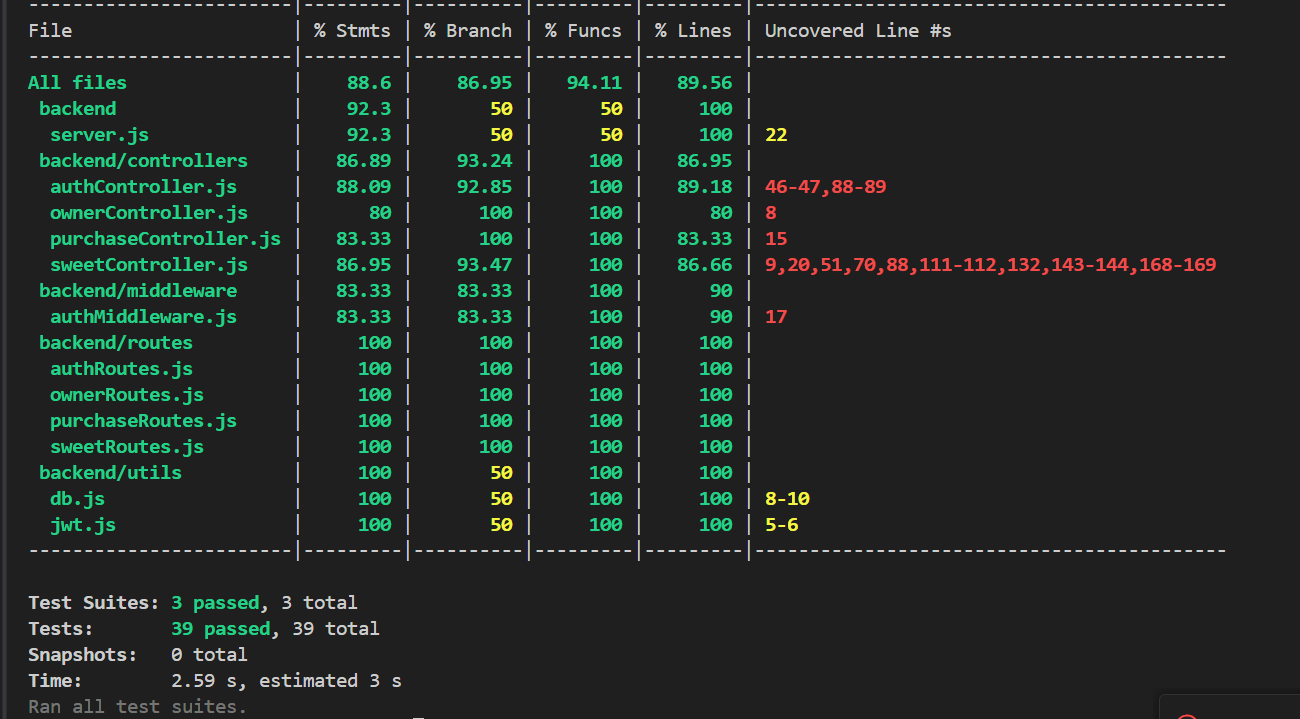 ------------------------|---------|----------|---------|---------|-------------------------------------------
File                    | % Stmts | % Branch | % Funcs | % Lines | Uncovered Line #s
------------------------|---------|----------|---------|---------|-------------------------------------------
All files               |    88.6 |    86.95 |   94.11 |   89.56 |
 backend                |    92.3 |       50 |      50 |     100 |
  server.js             |    92.3 |       50 |      50 |     100 | 22
 backend/controllers    |   86.89 |    93.24 |     100 |   86.95 |
  authController.js     |   88.09 |    92.85 |     100 |   89.18 | 46-47,88-89
  ownerController.js    |      80 |      100 |     100 |      80 | 8
  purchaseController.js |   83.33 |      100 |     100 |   83.33 | 15
  sweetController.js    |   86.95 |    93.47 |     100 |   86.66 | 9,20,51,70,88,111-112,132,143-144,168-169
 backend/middleware     |   83.33 |    83.33 |     100 |      90 |
  authMiddleware.js     |   83.33 |    83.33 |     100 |      90 | 17
 backend/routes         |     100 |      100 |     100 |     100 |
  authRoutes.js         |     100 |      100 |     100 |     100 |
  ownerRoutes.js        |     100 |      100 |     100 |     100 |
  purchaseRoutes.js     |     100 |      100 |     100 |     100 |
  sweetRoutes.js        |     100 |      100 |     100 |     100 |
 backend/utils          |     100 |       50 |     100 |     100 |
  db.js                 |     100 |       50 |     100 |     100 | 8-10
  jwt.js                |     100 |       50 |     100 |     100 | 5-6
------------------------|---------|----------|---------|---------|-------------------------------------------
Test Suites: 3 passed, 3 total
Tests:       39 passed, 39 total
Snapshots:   0 total
Time:        2.59 s, estimated 3 s
Ran all test suites.